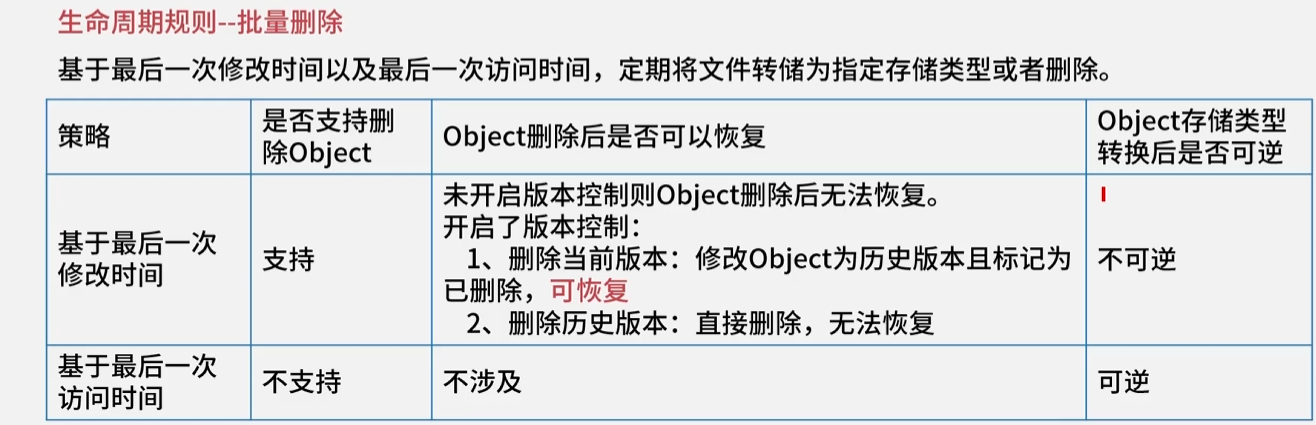 生命周期规则--批量删除
基于最后一次修改时间以及最后一次访问时间，定期将文件转储为指定存储类型或者删除。
策略
是否支持删
除Object
Object删除后是否可以恢复
Object存储类型
转换后是否可逆
基于最后一次
修改时间
支持
未开启版本控制则Object删除后无法恢复。
开启了版本控制：
1、删除当前版本：修改Object为历史版本且标记为
已删除，可恢复
2、删除历史版本：直接删除，无法恢复
不可逆
基于最后一次
访问时间
不支持
不涉及
可逆